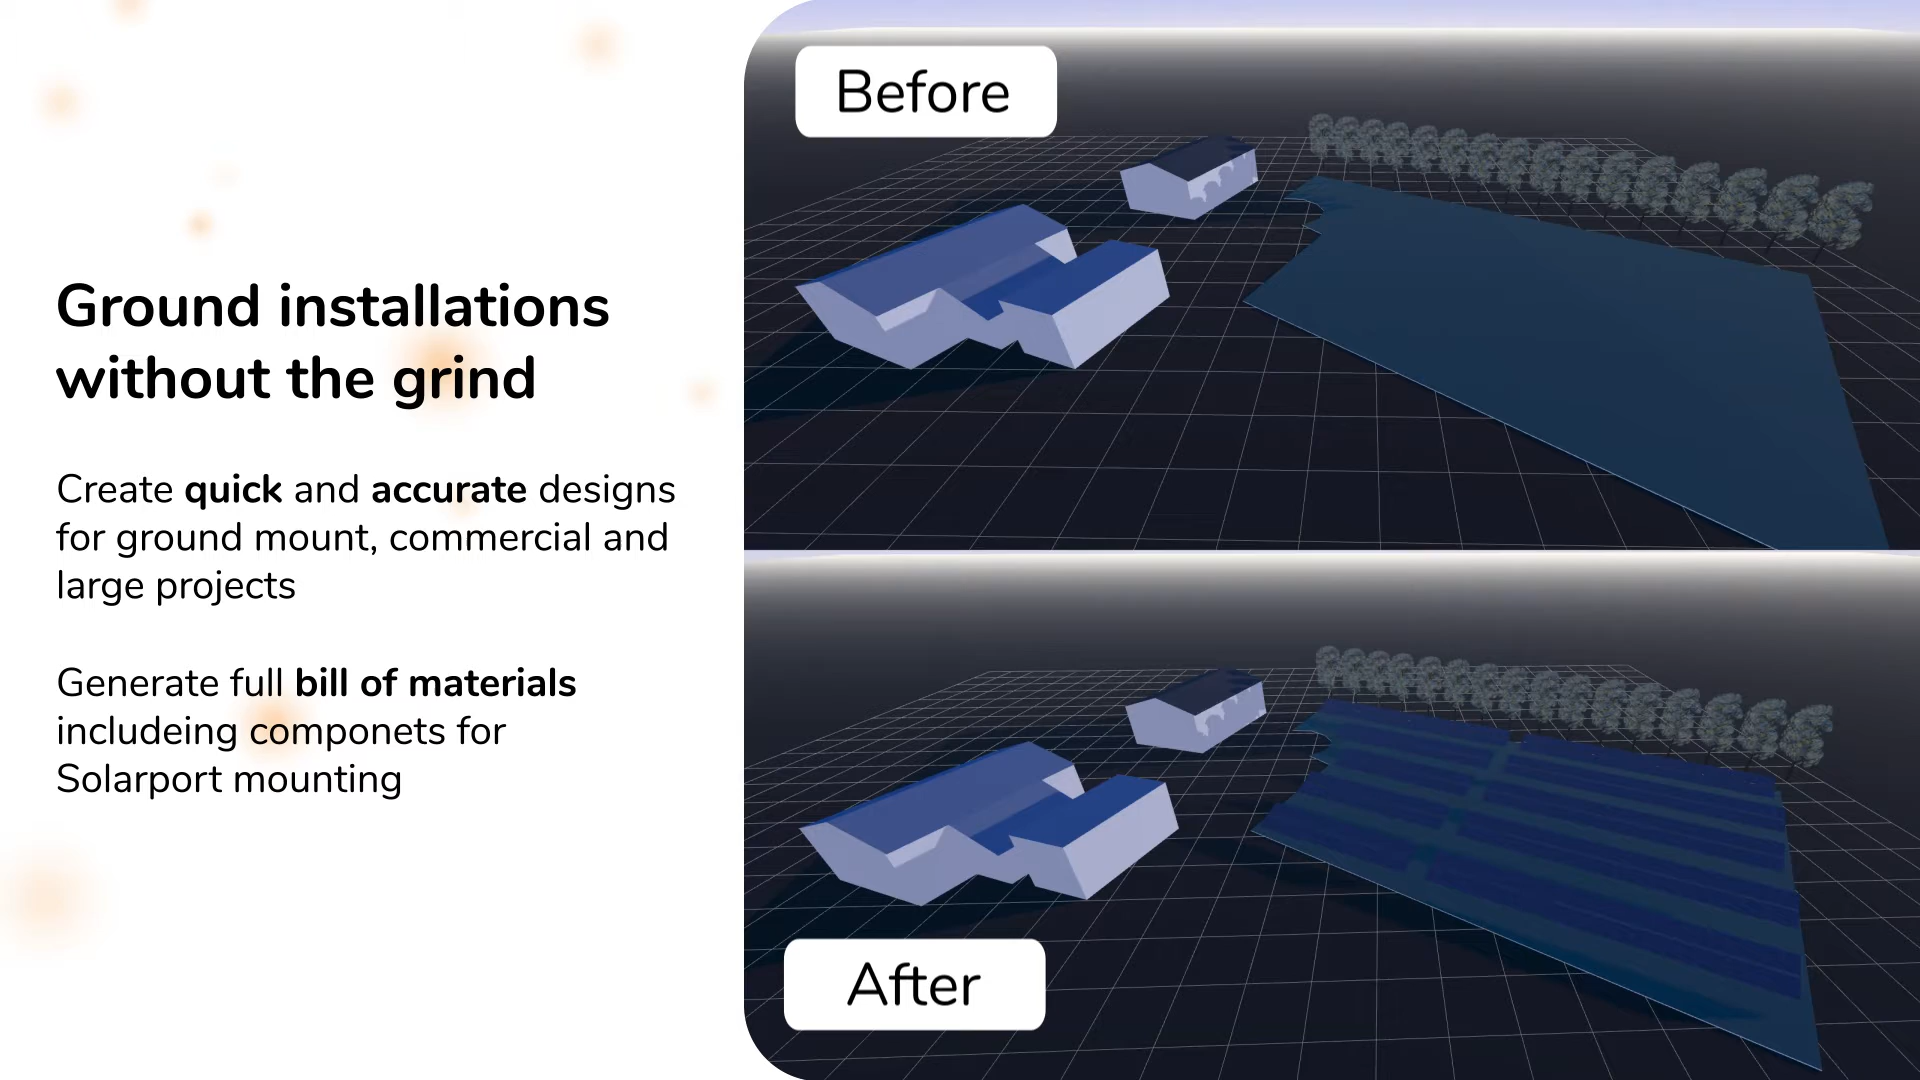 Ground installations
without the grind
Create quick and accurate designs
for ground mount, commercial and
large projects
Generate full bill of materials
includeing componets for
Solarport mounting
Before
After